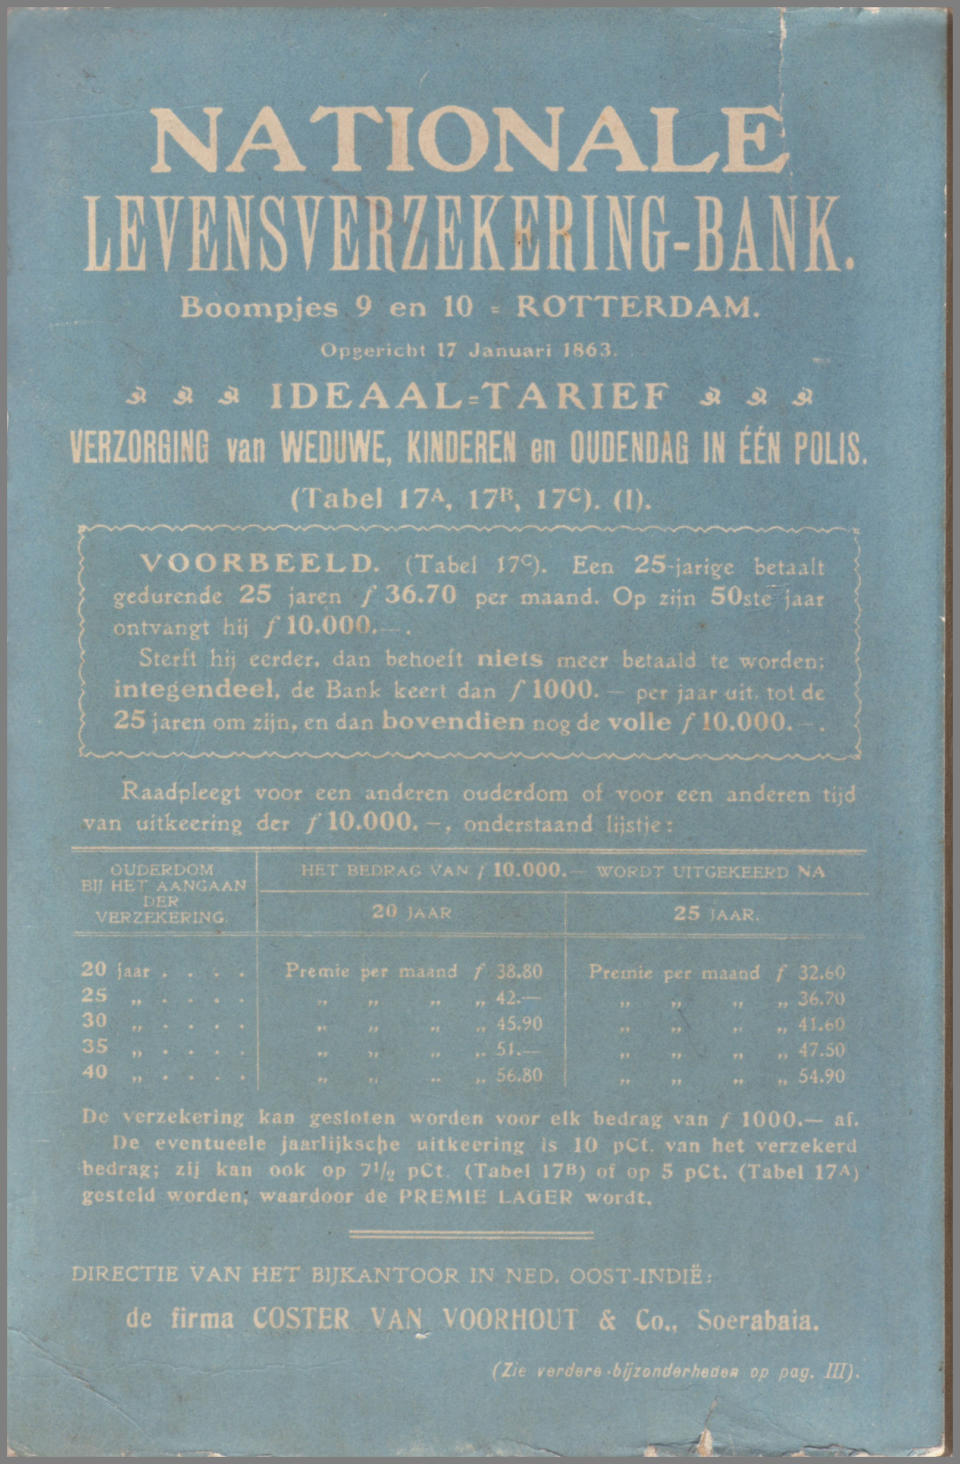 NATIONALE
LEVENSVERZEKERING-BANK.
Boompjes 9 en 10 = ROTTERDAM.
Opgericht 17 Januari 1863.
IDEAAL=TARIEF
VERZORGING van WEDUWE, KINDEREN en OUDENDAG IN ÉÉN POLIS.
(Tabel 17A, 17B, 17C). (I).
VOORBEELD. (Tabel 17C). Een 25-jarige betaalt
gedurende 25 jaren ƒ 36.70 per maand. Op zijn 50ste jaar
ontvangt hij ƒ 10.000.—.
Sterft hij eerder, dan behoeft niets meer betaald te worden;
integendeel, de Bank keert dan ƒ 1000.— per jaar uit, tot de
25 jaren om zijn, en dan bovendien nog de volle ƒ 10.000.—.
Raadpleegt voor een anderen ouderdom of voor een anderen tijd
van uitkeering der ƒ 10.000.—, onderstaand lijstje:
OUDERDOM
BIJ HET AANGAAN
DER
VERZEKERING.
HET BEDRAG VAN ƒ 10.000.— WORDT UITGEKEERD NA
20 JAAR
25 JAAR.
20 jaar . . . . Premie per maand ƒ 38.80 Premie per maand ƒ 32.60
25 „ . . . . „ „ „ „ 42.— „ „ „ „ 36.70
30 „ . . . . „ „ „ „ 45.90 „ „ „ „ 41.60
35 „ . . . . „ „ „ „ 51.— „ „ „ „ 47.50
40 „ . . . . „ „ „ „ 56.80 „ „ „ „ 54.90
De verzekering kan gesloten worden voor elk bedrag van ƒ 1000.— af.
De eventueele jaarlijksche uitkeering is 10 pCt. van het verzekerd
bedrag; zij kan ook op 7½ pCt. (Tabel 17B) of op 5 pCt. (Tabel 17A)
gesteld worden; waardoor de PREMIE LAGER wordt.
DIRECTIE VAN HET BIJKANTOOR IN NED. OOST-INDIË:
de firma COSTER VAN VOORHOUT & Co., Soerabaia.
(Zie verdere bijzonderheden op pag. III).